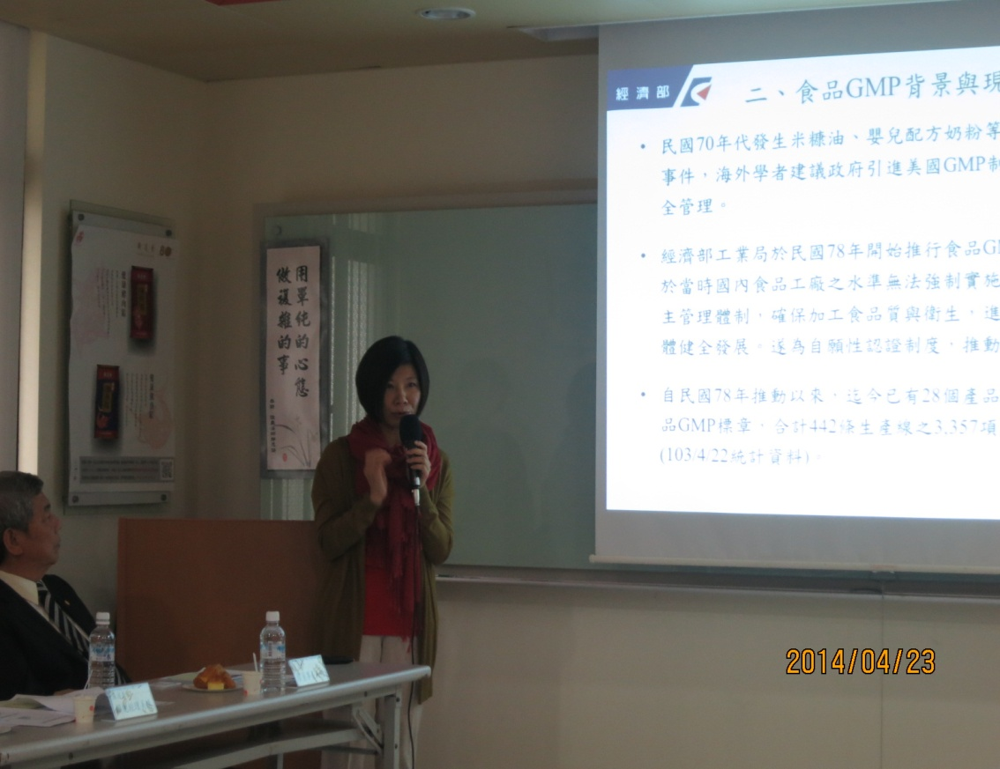 經濟部
二、食品GMP背景與現
• 民國70年代發生米糠油、嬰兒配方奶粉等
事件，海外學者建議政府引進美國GMP制
全管理。
• 經濟部工業局於民國78年開始推行食品G
於當時國內食品工廠之水準無法強制實施
主管理體制，確保加工食品質與衛生，進
體健全發展。遂為自願性認證制度，推動
• 自民國78年推動以來，迄今已有28個產品
品GMP標章，合計442條生產線之3,357項
(103/4/22統計資料)。
用單純的心態
做複雜的事
2014/04/23